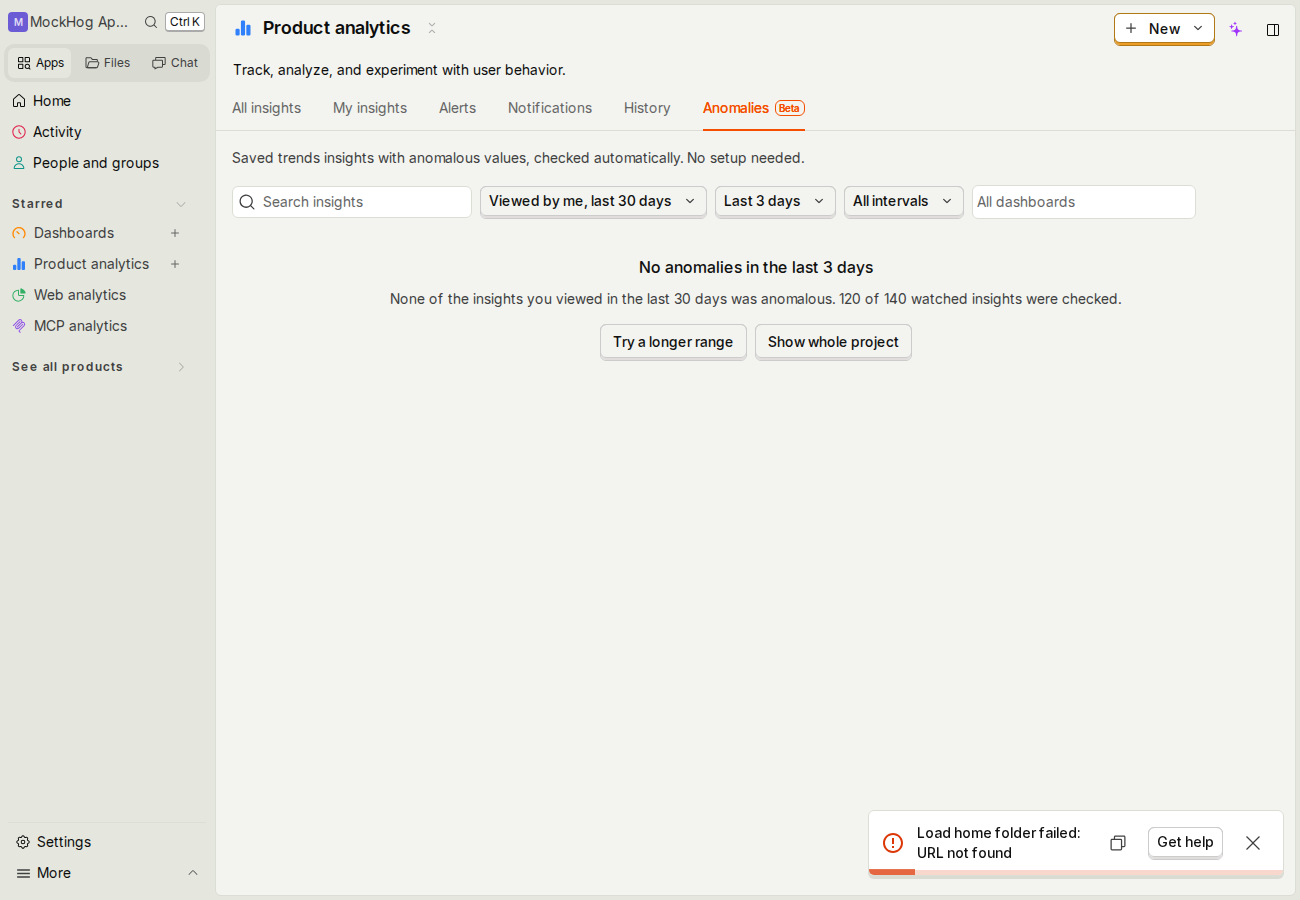 M MockHog Ap... Ctrl K
Apps Files Chat
Home
Activity
People and groups
Starred
Dashboards
Product analytics
Web analytics
MCP analytics
See all products
Settings
More
Product analytics
New
Track, analyze, and experiment with user behavior.
All insights My insights Alerts Notifications History Anomalies Beta
Saved trends insights with anomalous values, checked automatically. No setup needed.
Search insights Viewed by me, last 30 days Last 3 days All intervals All dashboards
No anomalies in the last 3 days
None of the insights you viewed in the last 30 days was anomalous. 120 of 140 watched insights were checked.
Try a longer range Show whole project
Load home folder failed:
URL not found
Get help